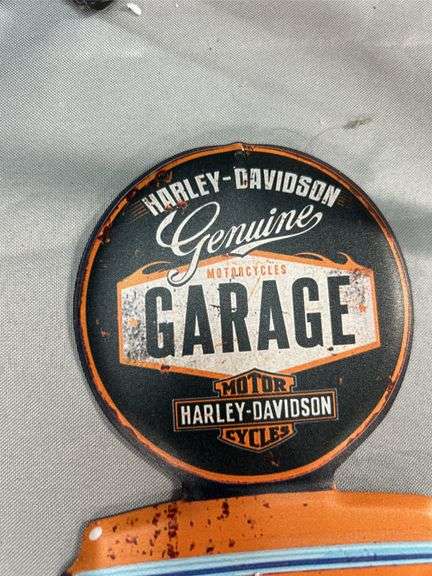 HARLEY-DAVIDSON
Genuine
MOTORCYCLES
GARAGE
MOTOR
HARLEY-DAVIDSON
CYCLES